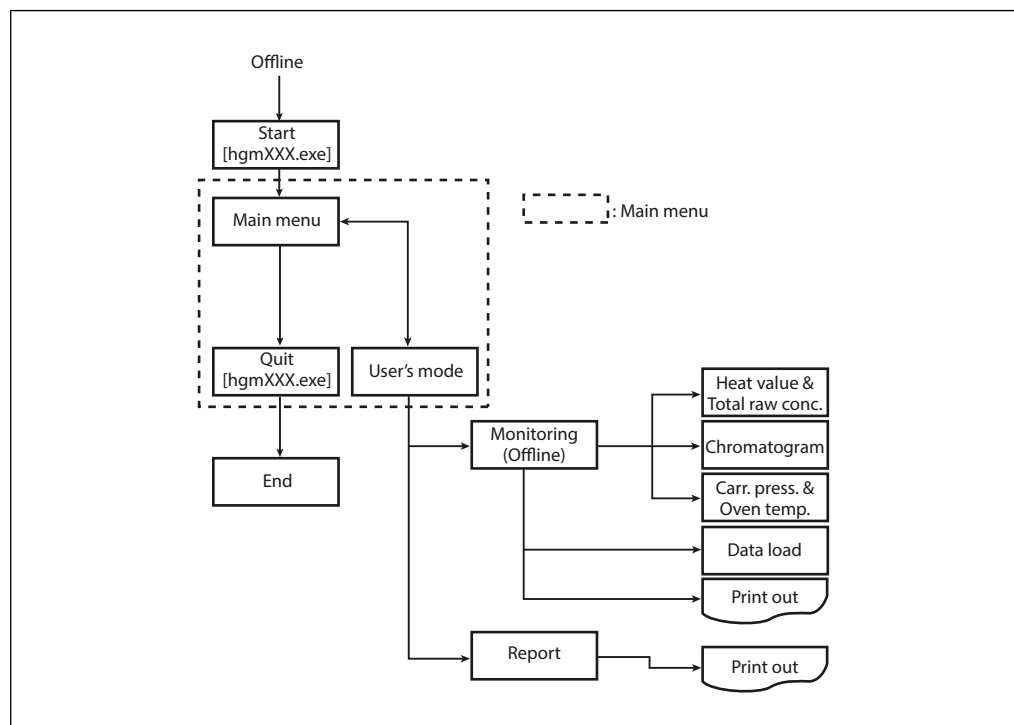 Offline
Start
[hgmXXX.exe]
Main menu
: Main menu
Quit
[hgmXXX.exe]
User’s mode
End
Monitoring
(Offline)
Heat value &
Total raw conc.
Chromatogram
Carr. press. &
Oven temp.
Data load
Print out
Report
Print out